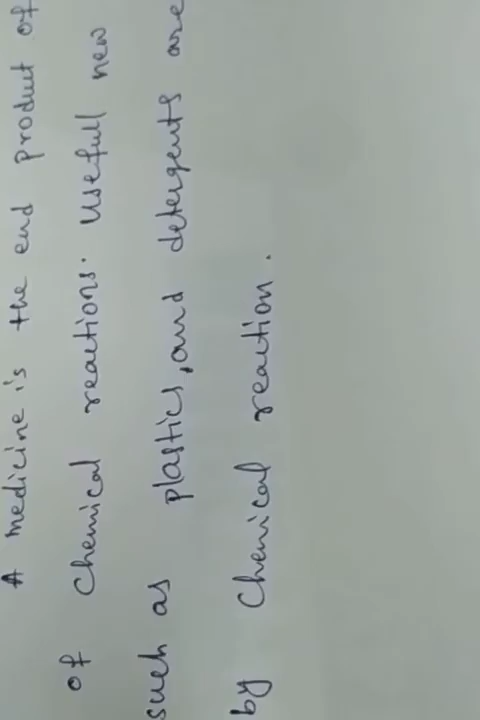 A medicine is the end product of
of Chemical reactions. Usefull new
such as plastics, and detergents are
by Chemical reaction.